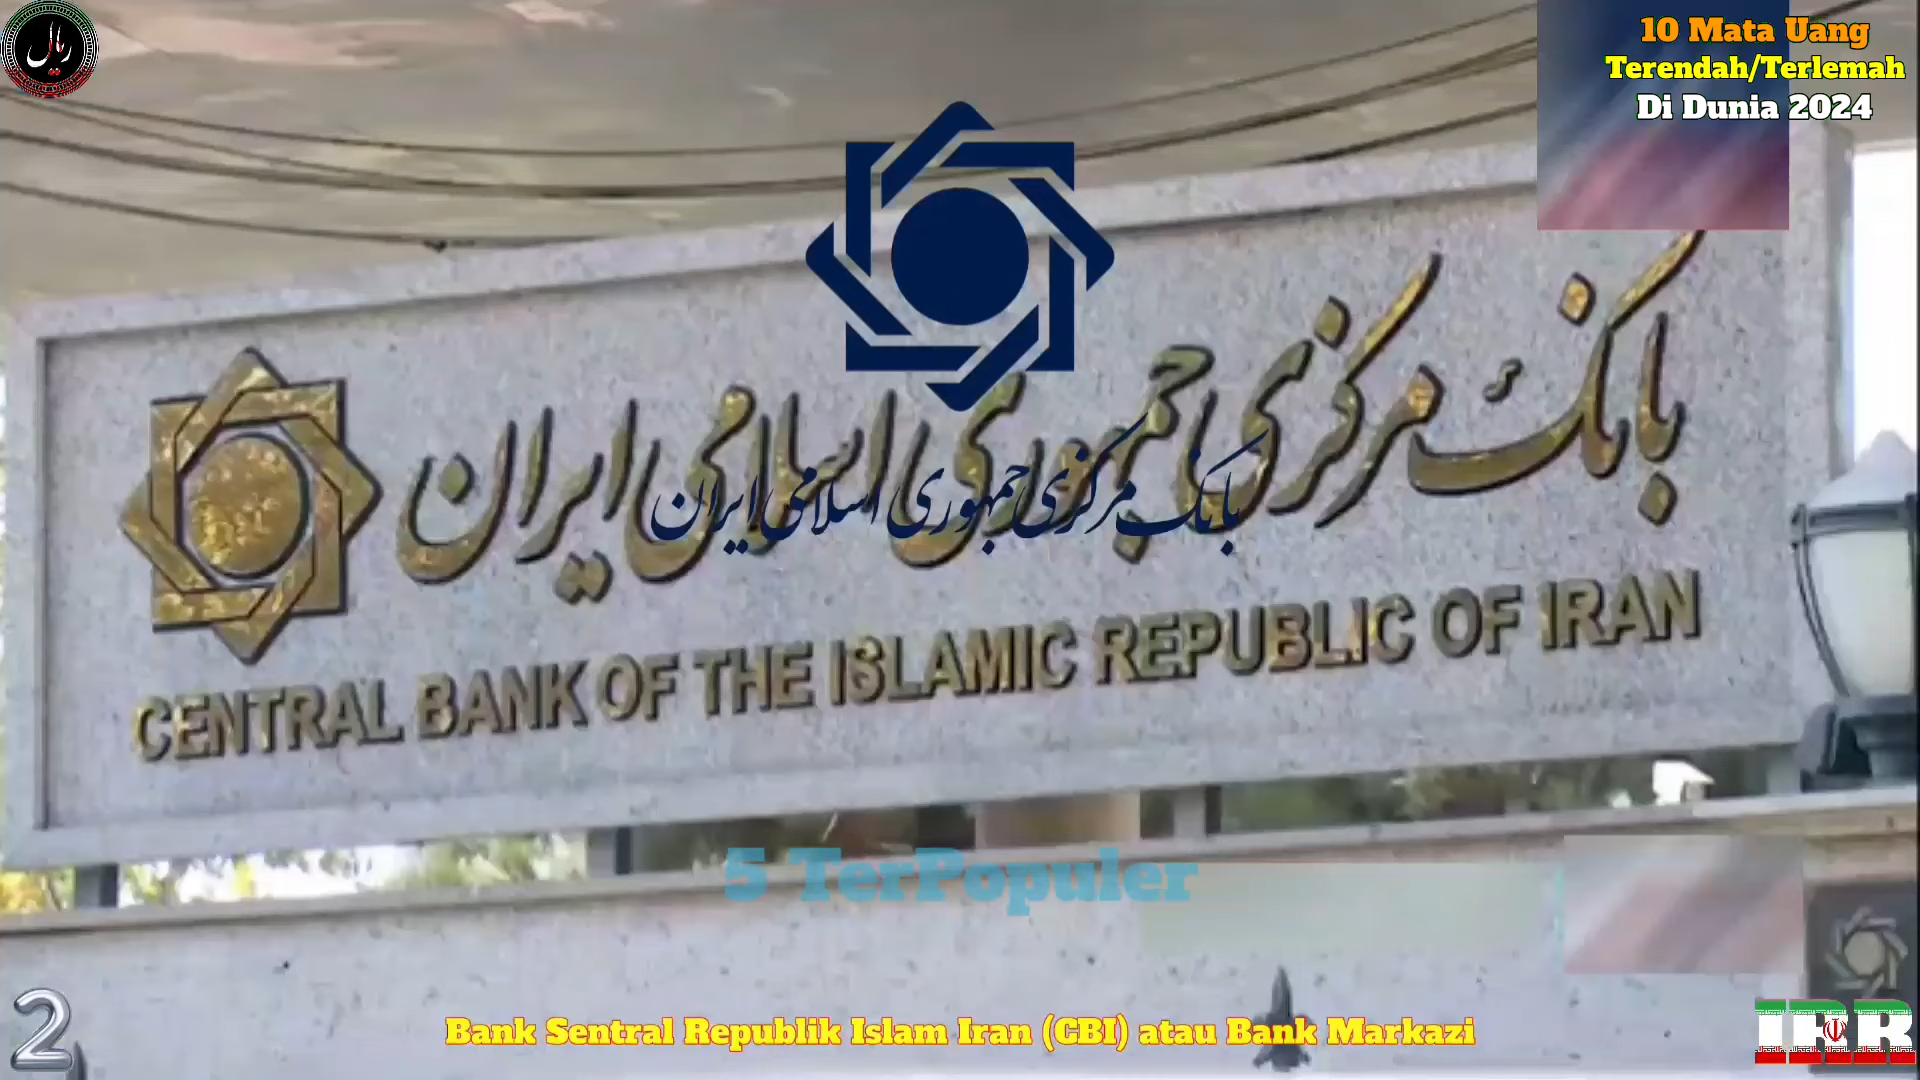 ریال
10 Mata Uang
Terendah/Terlemah
Di Dunia 2024
بانک مرکزی جمهوری اسلامی ایران
بانک مرکزی جمهوری اسلامی ایران
CENTRAL BANK OF THE ISLAMIC REPUBLIC OF IRAN
5 TerPopuler
2
Bank Sentral Republik Islam Iran (CBI) atau Bank Markazi
IRR